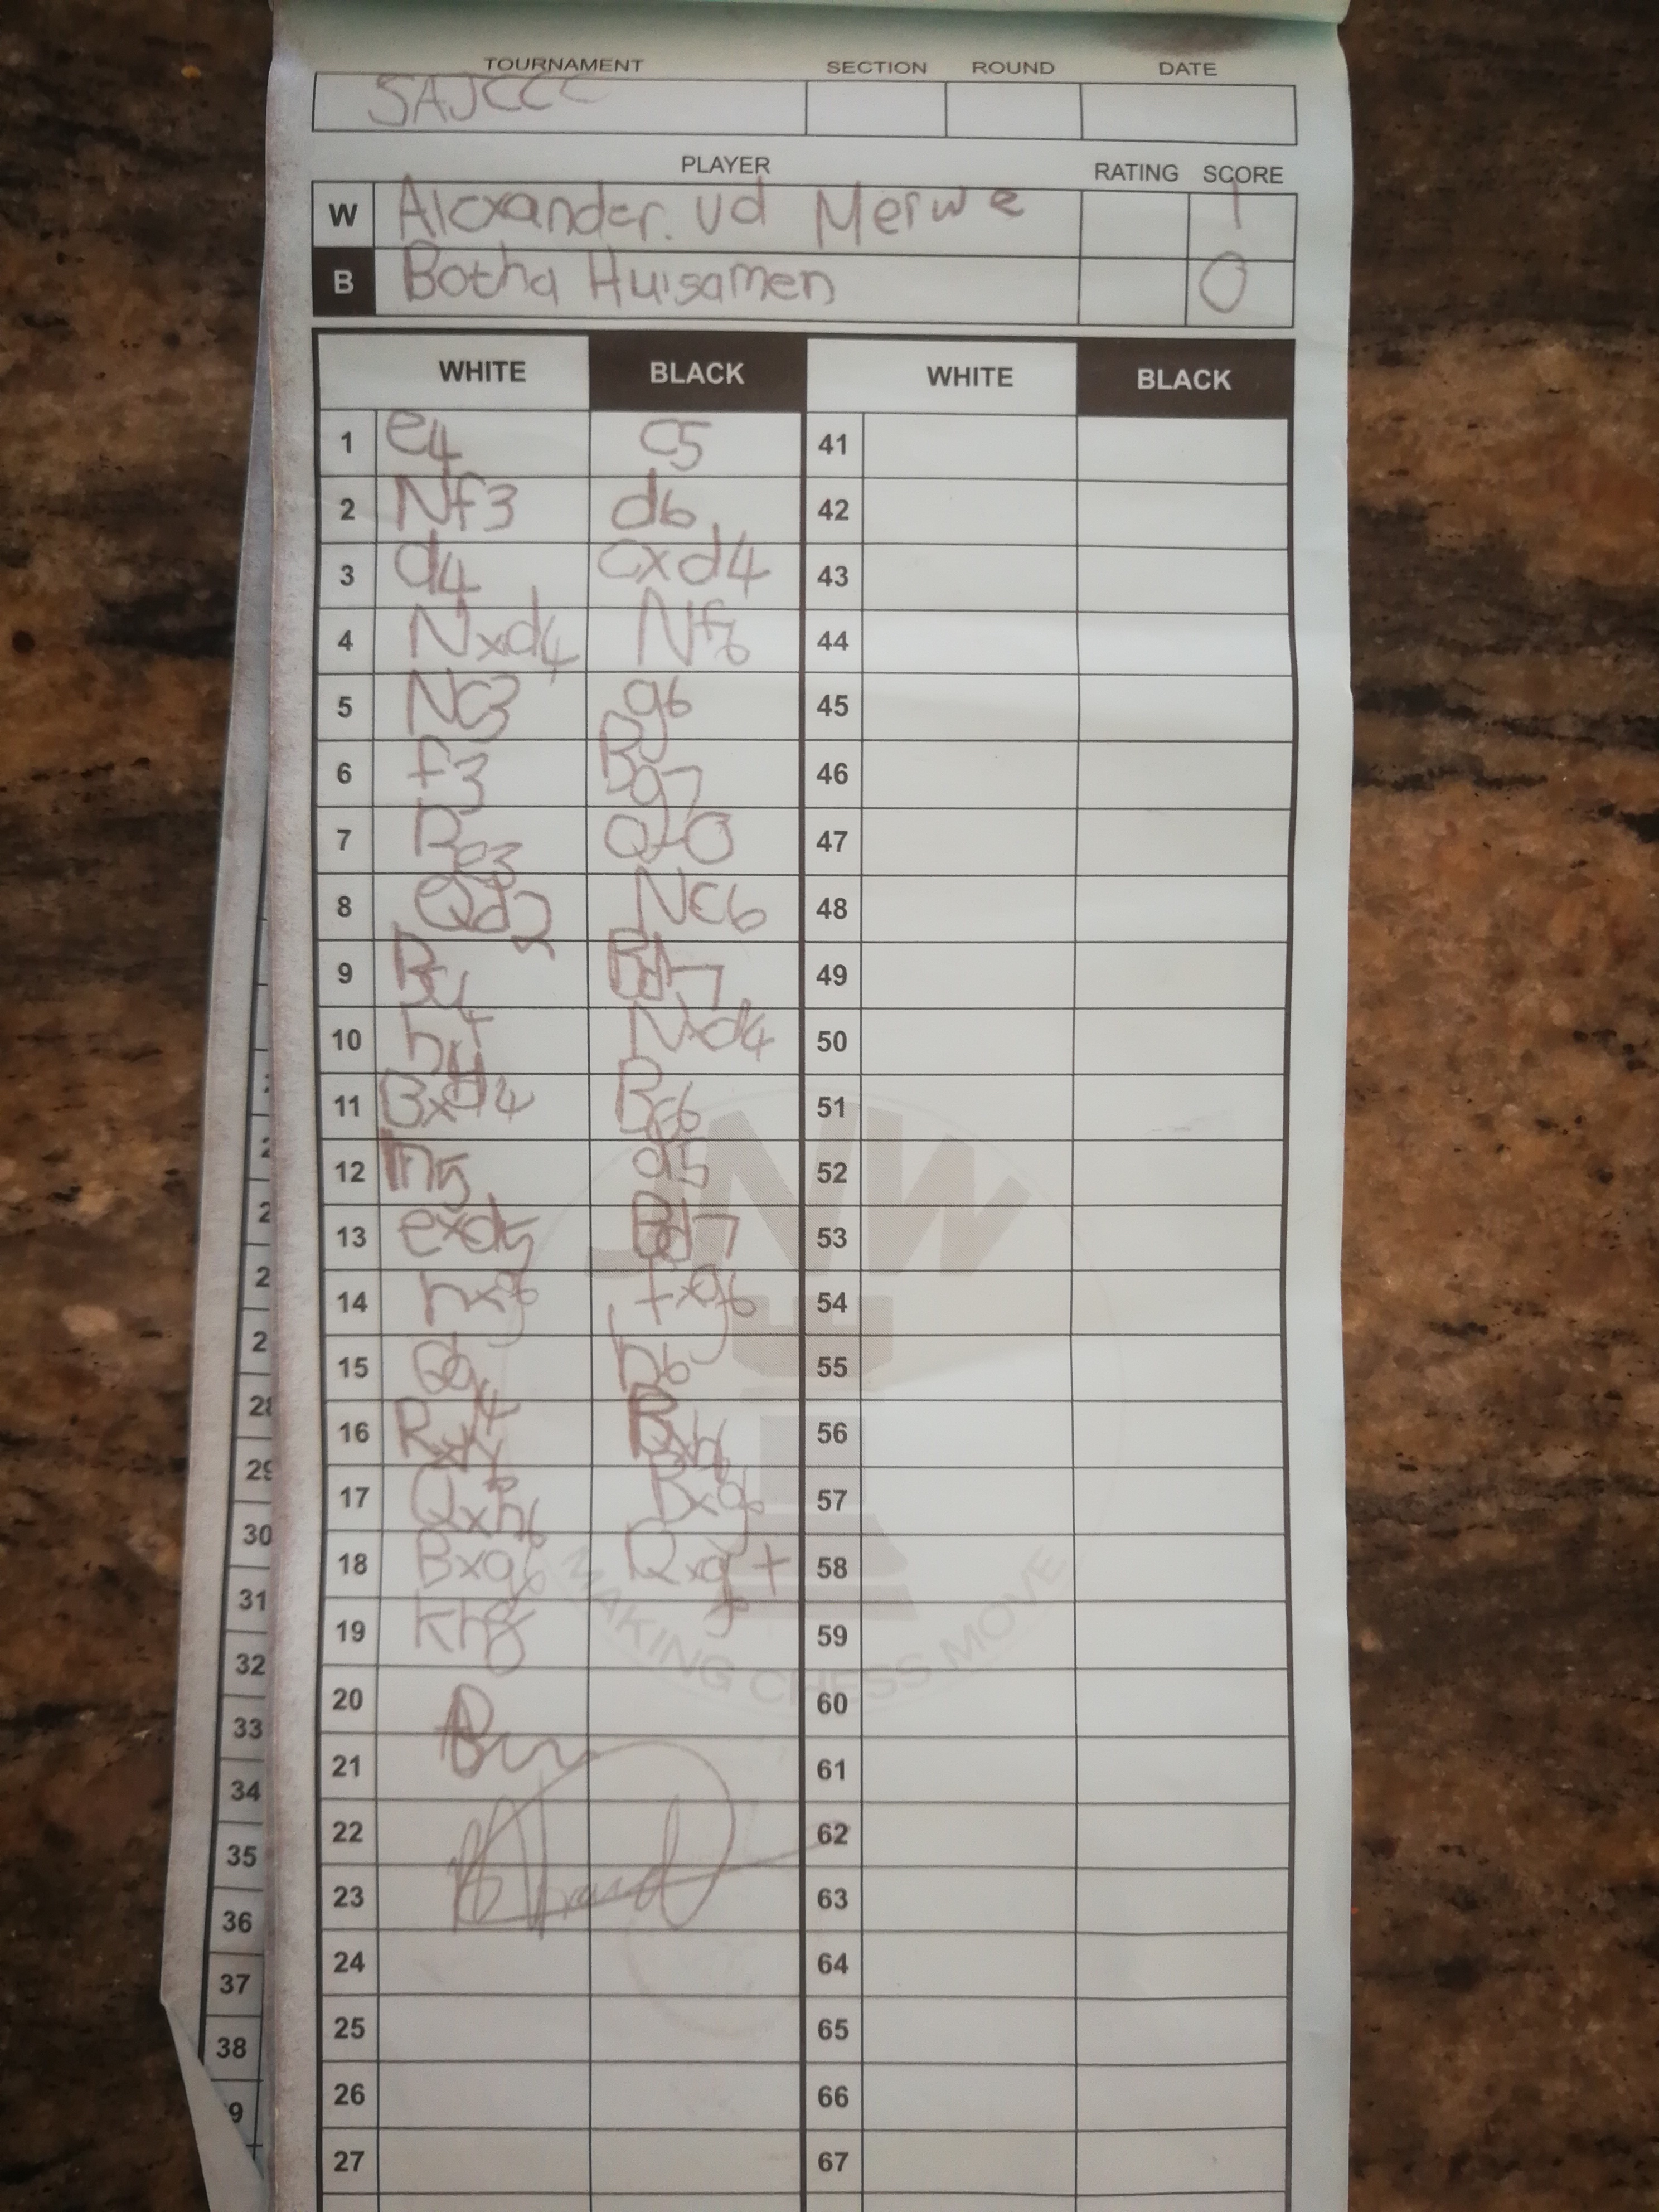 TOURNAMENT SECTION ROUND DATE
SAJCCC
PLAYER RATING SCORE
W Alexander. vd Merwe 1
B Botha Huisamen 0
WHITE BLACK WHITE BLACK
1 e4 c5 41
2 Nf3 d6 42
3 d4 cxd4 43
4 Nxd4 Nf6 44
5 Nc3 g6 45
6 f3 Bg7 46
7 Be3 0-0 47
8 Qd2 Nc6 48
9 Bc4 Bd7 49
10 h4 Nxd4 50
11 Bxd4 Bc6 51
12 h5 d5 52
13 exd5 Bd7 53
14 hxg6 fxg6 54
15 h6 55
16 Rxh6 Bxh6 56
17 Qxh6 57
18 Bxg6 58
19 59
20 60
21 61
22 62
23 63
24 64
25 65
26 66
27 67
JNW
MAKING CHESS MOVE
28
29
30
31
32
33
34
35
36
37
38